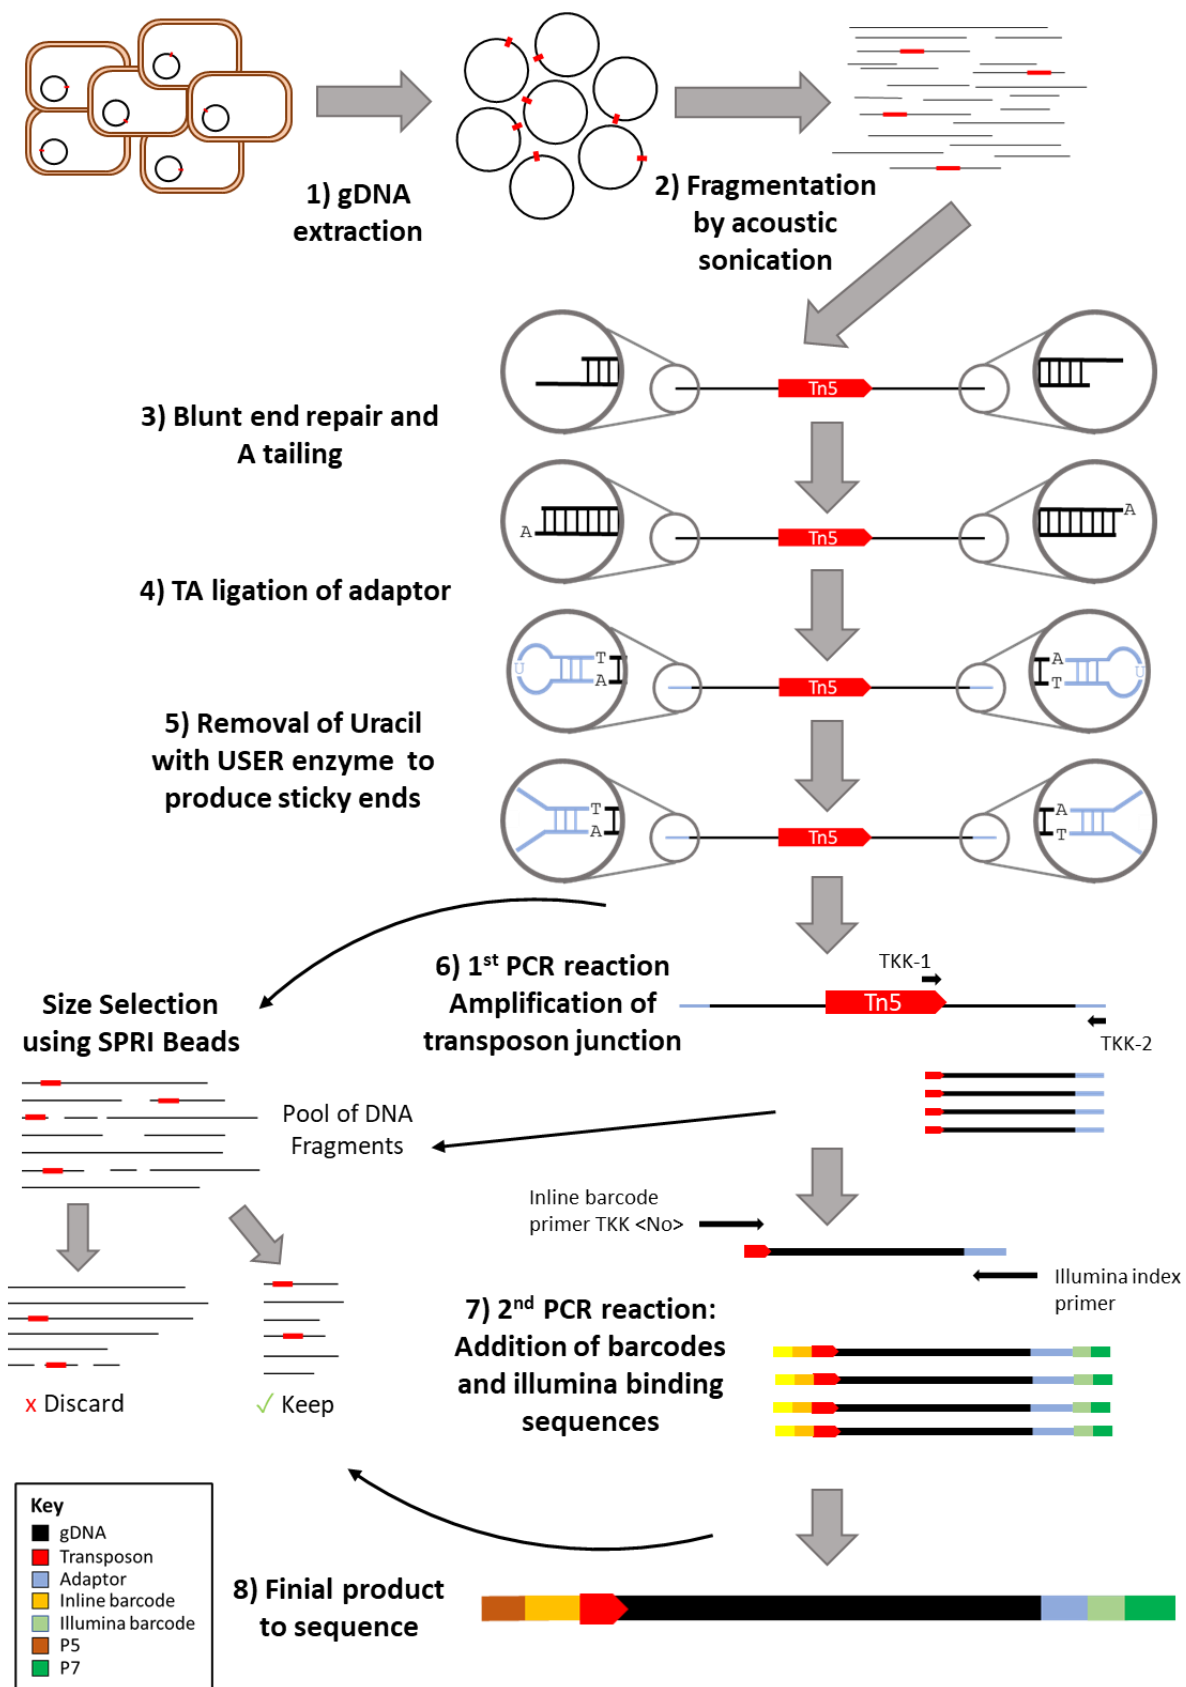 1) gDNA
extraction
2) Fragmentation
by acoustic
sonication
Tn5
3) Blunt end repair and
A tailing
A
Tn5
A
4) TA ligation of adaptor
U
T
A
Tn5
A
T
U
5) Removal of Uracil
with USER enzyme to
produce sticky ends
T
A
Tn5
A
T
6) 1st PCR reaction
Amplification of
transposon junction
TKK-1
Tn5
TKK-2
Size Selection
using SPRI Beads
Pool of DNA
Fragments
Inline barcode
primer TKK <No>
Illumina index
primer
7) 2nd PCR reaction:
Addition of barcodes
and illumina binding
sequences
x Discard
✓ Keep
Key
gDNA
Transposon
Adaptor
Inline barcode
Illumina barcode
P5
P7
8) Finial product
to sequence